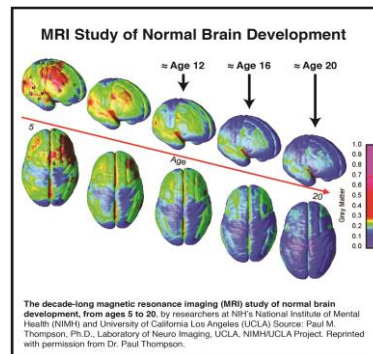 MRI Study of Normal Brain Development
≈ Age 12
≈ Age 16
≈ Age 20
5
Age
20
1.0
0.9
0.8
0.7
0.6
0.5
0.4
0.3
0.2
0.1
0.0
Gray Matter
The decade-long magnetic resonance imaging (MRI) study of normal brain
development, from ages 5 to 20, by researchers at NIH's National Institute of Mental
Health (NIMH) and University of California Los Angeles (UCLA) Source: Paul M.
Thompson, Ph.D., Laboratory of Neuro Imaging, UCLA, NIMH/UCLA Project. Reprinted
with permission from Dr. Paul Thompson.